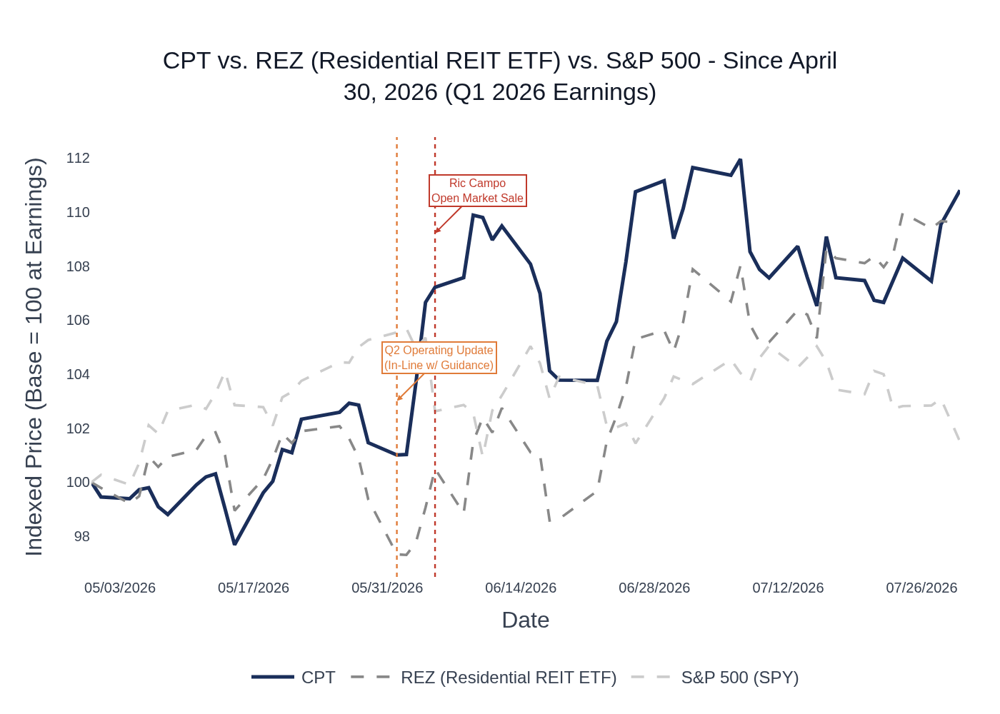 CPT vs. REZ (Residential REIT ETF) vs. S&P 500 - Since April
30, 2026 (Q1 2026 Earnings)
Indexed Price (Base = 100 at Earnings)
112
110
108
106
104
102
100
98
Ric Campo
Open Market Sale
Q2 Operating Update
(In-Line w/ Guidance)
05/03/2026
05/17/2026
05/31/2026
06/14/2026
06/28/2026
07/12/2026
07/26/2026
Date
CPT
REZ (Residential REIT ETF)
S&P 500 (SPY)